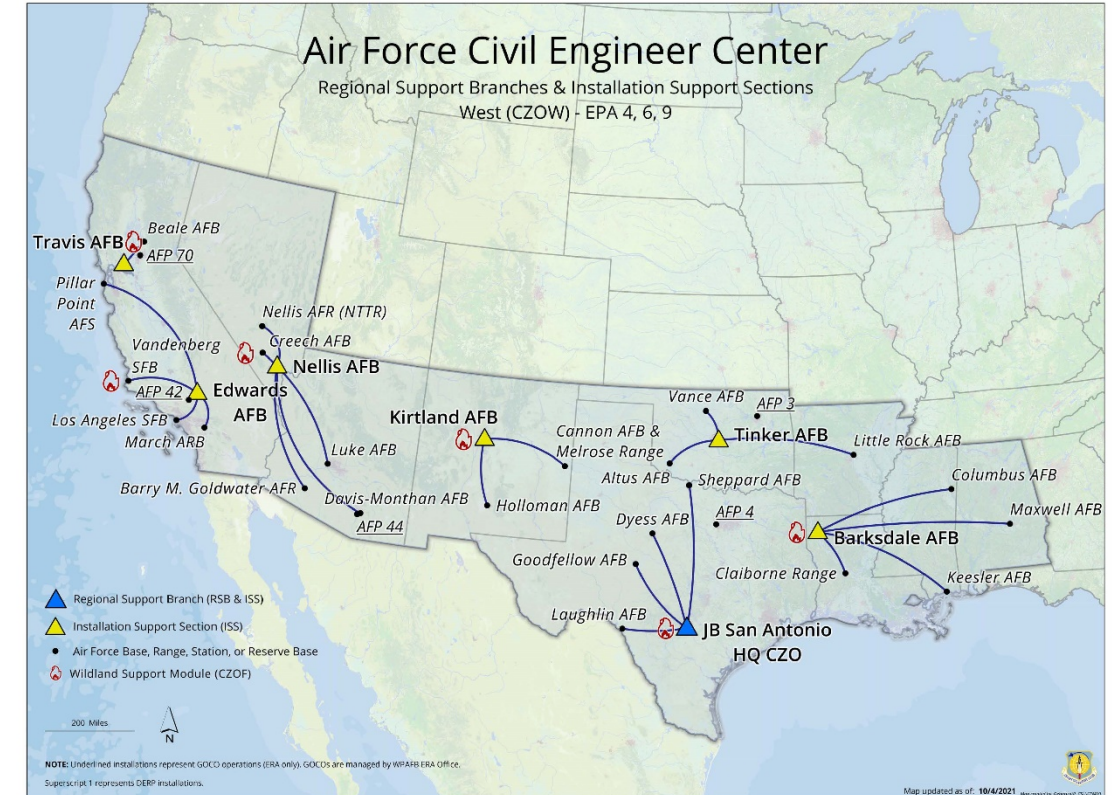 Air Force Civil Engineer Center
Regional Support Branches & Installation Support Sections
West (CZOW) - EPA 4, 6, 9
Beale AFB
Travis AFB
AFP 70
Pillar
Point
AFS
Nellis AFR (NTTR)
Creech AFB
Vandenberg
SFB
Nellis AFB
AFP 42
Edwards
AFB
Los Angeles SFB
March ARB
Luke AFB
Barry M. Goldwater AFR
Davis-Monthan AFB
AFP 44
Kirtland AFB
Cannon AFB &
Melrose Range
Holloman AFB
Vance AFB
AFP 3
Tinker AFB
Little Rock AFB
Altus AFB
Sheppard AFB
Columbus AFB
Maxwell AFB
Dyess AFB
AFP 4
Barksdale AFB
Goodfellow AFB
Claiborne Range
Keesler AFB
Laughlin AFB
JB San Antonio
HQ CZO
Regional Support Branch (RSB & ISS)
Installation Support Section (ISS)
Air Force Base, Range, Station, or Reserve Base
Wildland Support Module (CZOF)
200 Miles
N
NOTE: Underlined installations represent GOCO operations (ERA only). GOCOs are managed by WPAFB ERA Office.
Superscript 1 represents DERP installations.
Map updated as of: 10/4/2021